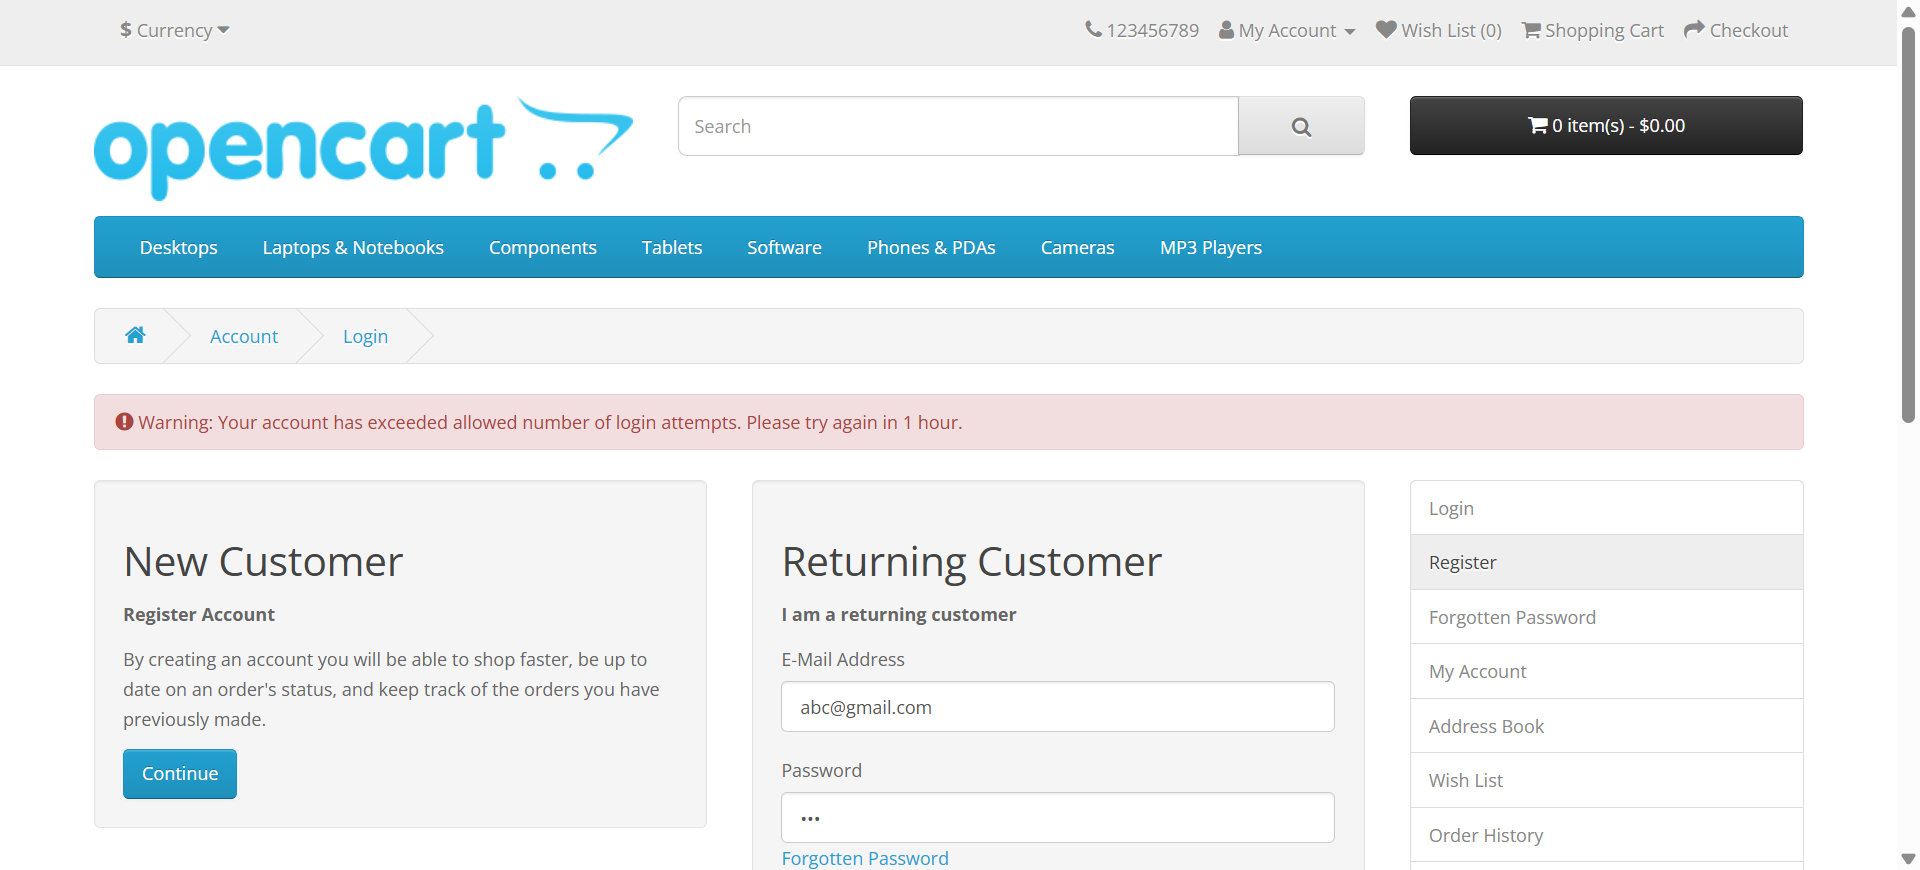 $ Currency
123456789 My Account Wish List (0) Shopping Cart Checkout
opencart
Search
0 item(s) - $0.00
Desktops Laptops & Notebooks Components Tablets Software Phones & PDAs Cameras MP3 Players
Account Login
Warning: Your account has exceeded allowed number of login attempts. Please try again in 1 hour.
New Customer
Register Account
By creating an account you will be able to shop faster, be up to
date on an order's status, and keep track of the orders you have
previously made.
Continue
Returning Customer
I am a returning customer
E-Mail Address
abc@gmail.com
Password
•••
Forgotten Password
Login
Register
Forgotten Password
My Account
Address Book
Wish List
Order History